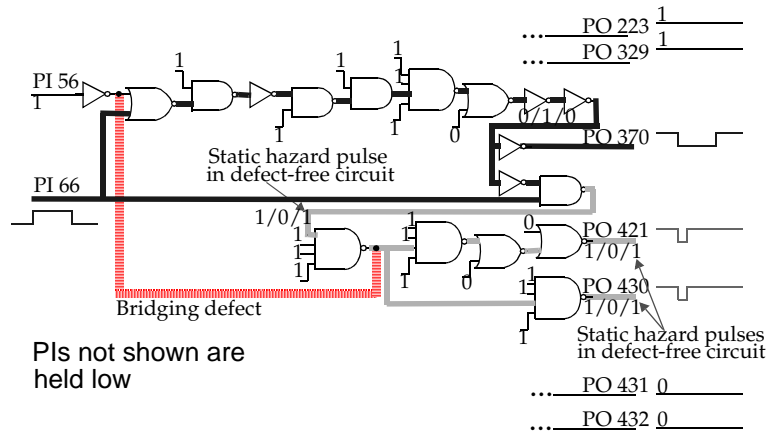 ... PO 223 1
... PO 329 1
PI 56
1
1
1
1
1
1
1
1
0
0/1/0
PO 370
Static hazard pulse
in defect-free circuit
PI 66
1/0/1
1
1
1
1
1
1
0
0
PO 421
1/0/1
1
1
1
PO 430
1/0/1
Bridging defect
Static hazard pulses
in defect-free circuit
PIs not shown are
held low
... PO 431 0
... PO 432 0